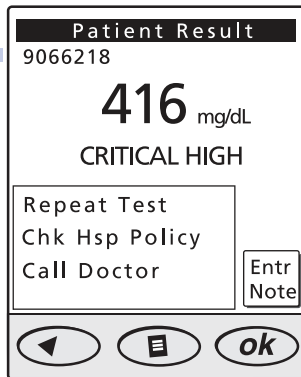 Patient Result
9066218
416 mg/dL
CRITICAL HIGH
Repeat Test
Chk Hsp Policy
Call Doctor
Entr
Note
ok